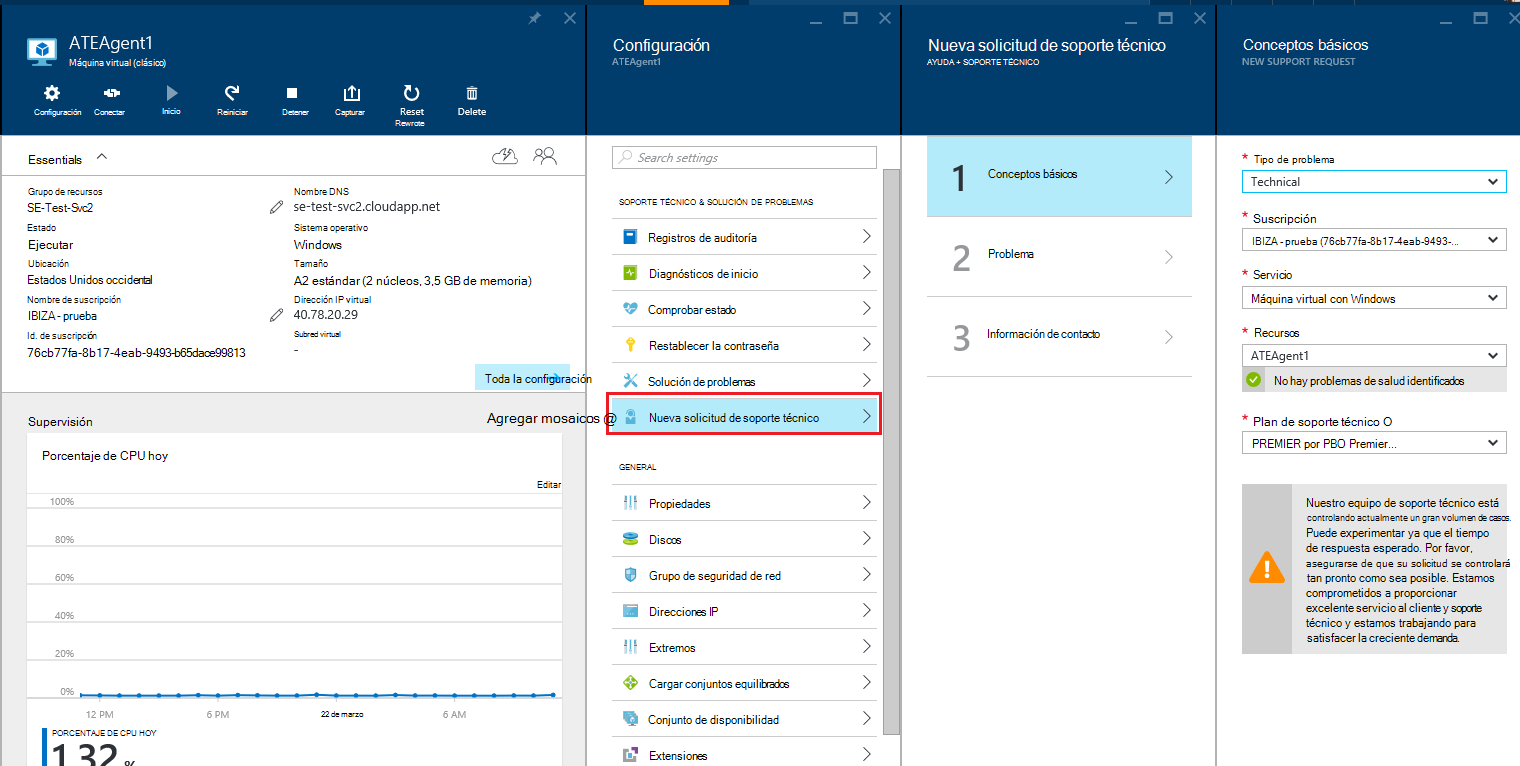 ATEAgent1
Máquina virtual (clásico)
Configuración
Conectar
Inicio
Reiniciar
Detener
Capturar
Reset
Rewrote
Delete
Essentials
Grupo de recursos
SE-Test-Svc2
Estado
Ejecutar
Ubicación
Estados Unidos occidental
Nombre de suscripción
IBIZA - prueba
Id. de suscripción
76cb77fa-8b17-4eab-9493-b65dace99813
Nombre DNS
se-test-svc2.cloudapp.net
Sistema operativo
Windows
Tamaño
A2 estándar (2 núcleos, 3,5 GB de memoria)
Dirección IP virtual
40.78.20.29
Subred virtual
-
Toda la configuración
Supervisión
Agregar mosaicos @
Porcentaje de CPU hoy
Editar
100%
80%
60%
40%
20%
0%
12 PM
6 PM
22 de marzo
6 AM
PORCENTAJE DE CPU HOY
1.32 %
Configuración
ATEAgent1
Search settings
SOPORTE TÉCNICO & SOLUCIÓN DE PROBLEMAS
Registros de auditoría
Diagnósticos de inicio
Comprobar estado
Restablecer la contraseña
Solución de problemas
Nueva solicitud de soporte técnico
GENERAL
Propiedades
Discos
Grupo de seguridad de red
Direcciones IP
Extremos
Cargar conjuntos equilibrados
Conjunto de disponibilidad
Extensiones
Nueva solicitud de soporte técnico
AYUDA + SOPORTE TÉCNICO
1 Conceptos básicos
2 Problema
3 Información de contacto
Conceptos básicos
NEW SUPPORT REQUEST
* Tipo de problema
Technical
* Suscripción
IBIZA - prueba (76cb77fa-8b17-4eab-9493-...
* Servicio
Máquina virtual con Windows
* Recursos
ATEAgent1
No hay problemas de salud identificados
* Plan de soporte técnico O
PREMIER por PBO Premier...
Nuestro equipo de soporte técnico está
controlando actualmente un gran volumen de casos.
Puede experimentar ya que el tiempo
de respuesta esperado. Por favor,
asegurarse de que su solicitud se controlará
tan pronto como sea posible. Estamos
comprometidos a proporcionar
excelente servicio al cliente y soporte
técnico y estamos trabajando para
satisfacer la creciente demanda.